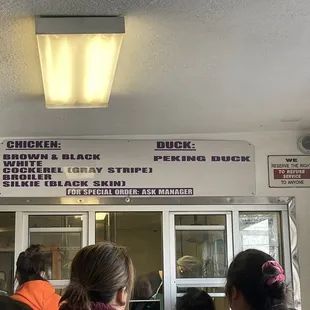 CHICKEN:
BROWN & BLACK
WHITE
COCKEREL (GRAY STRIPE)
BROILER
SILKIE (BLACK SKIN)
DUCK:
PEKING DUCK
FOR SPECIAL ORDER: ASK MANAGER
WE
RESERVE THE RIGHT
TO REFUSE
SERVICE
TO ANYONE